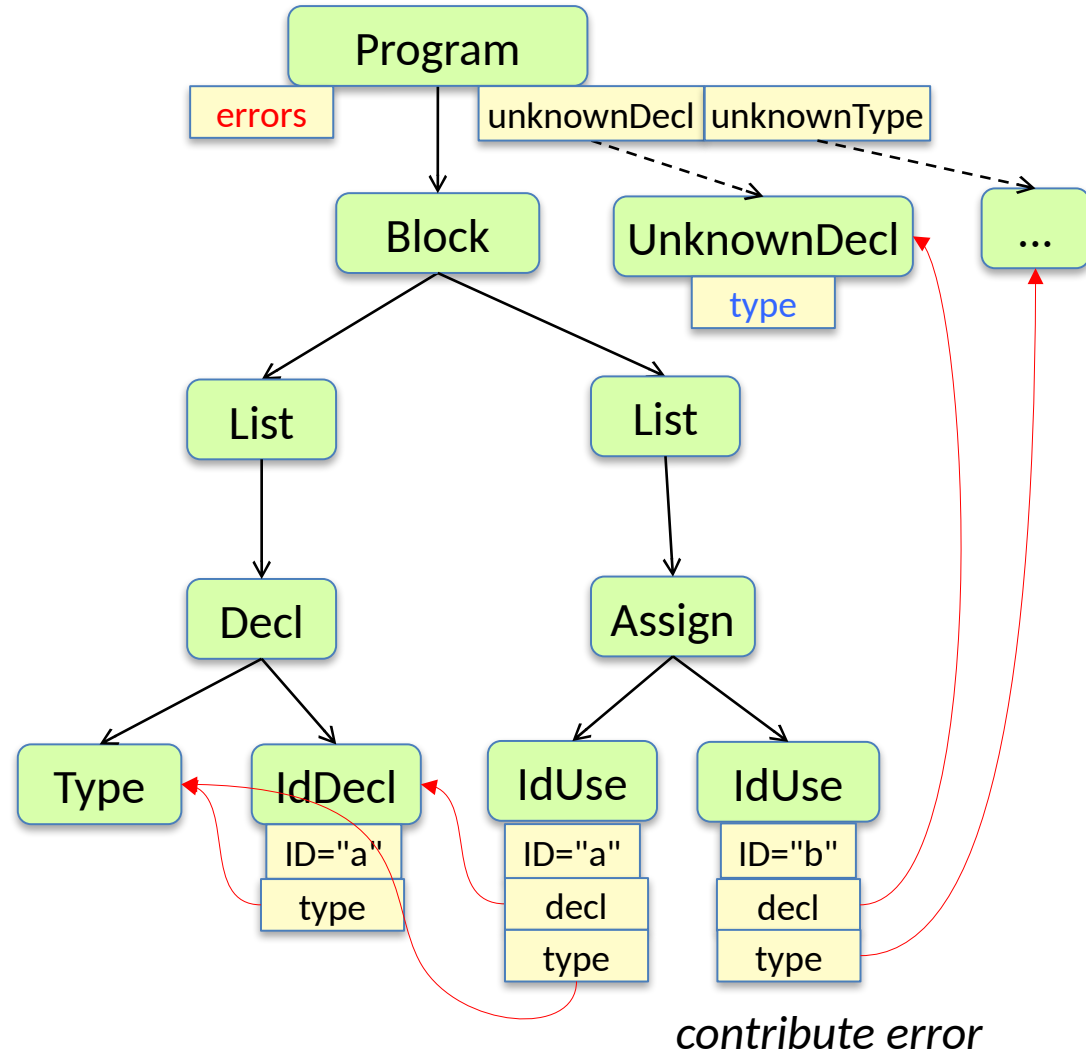 Program
errors
unknownDecl
unknownType
Block
UnknownDecl
...
type
List
List
Decl
Assign
Type
IdDecl
IdUse
IdUse
ID="a"
ID="a"
ID="b"
type
decl
decl
type
type
contribute error